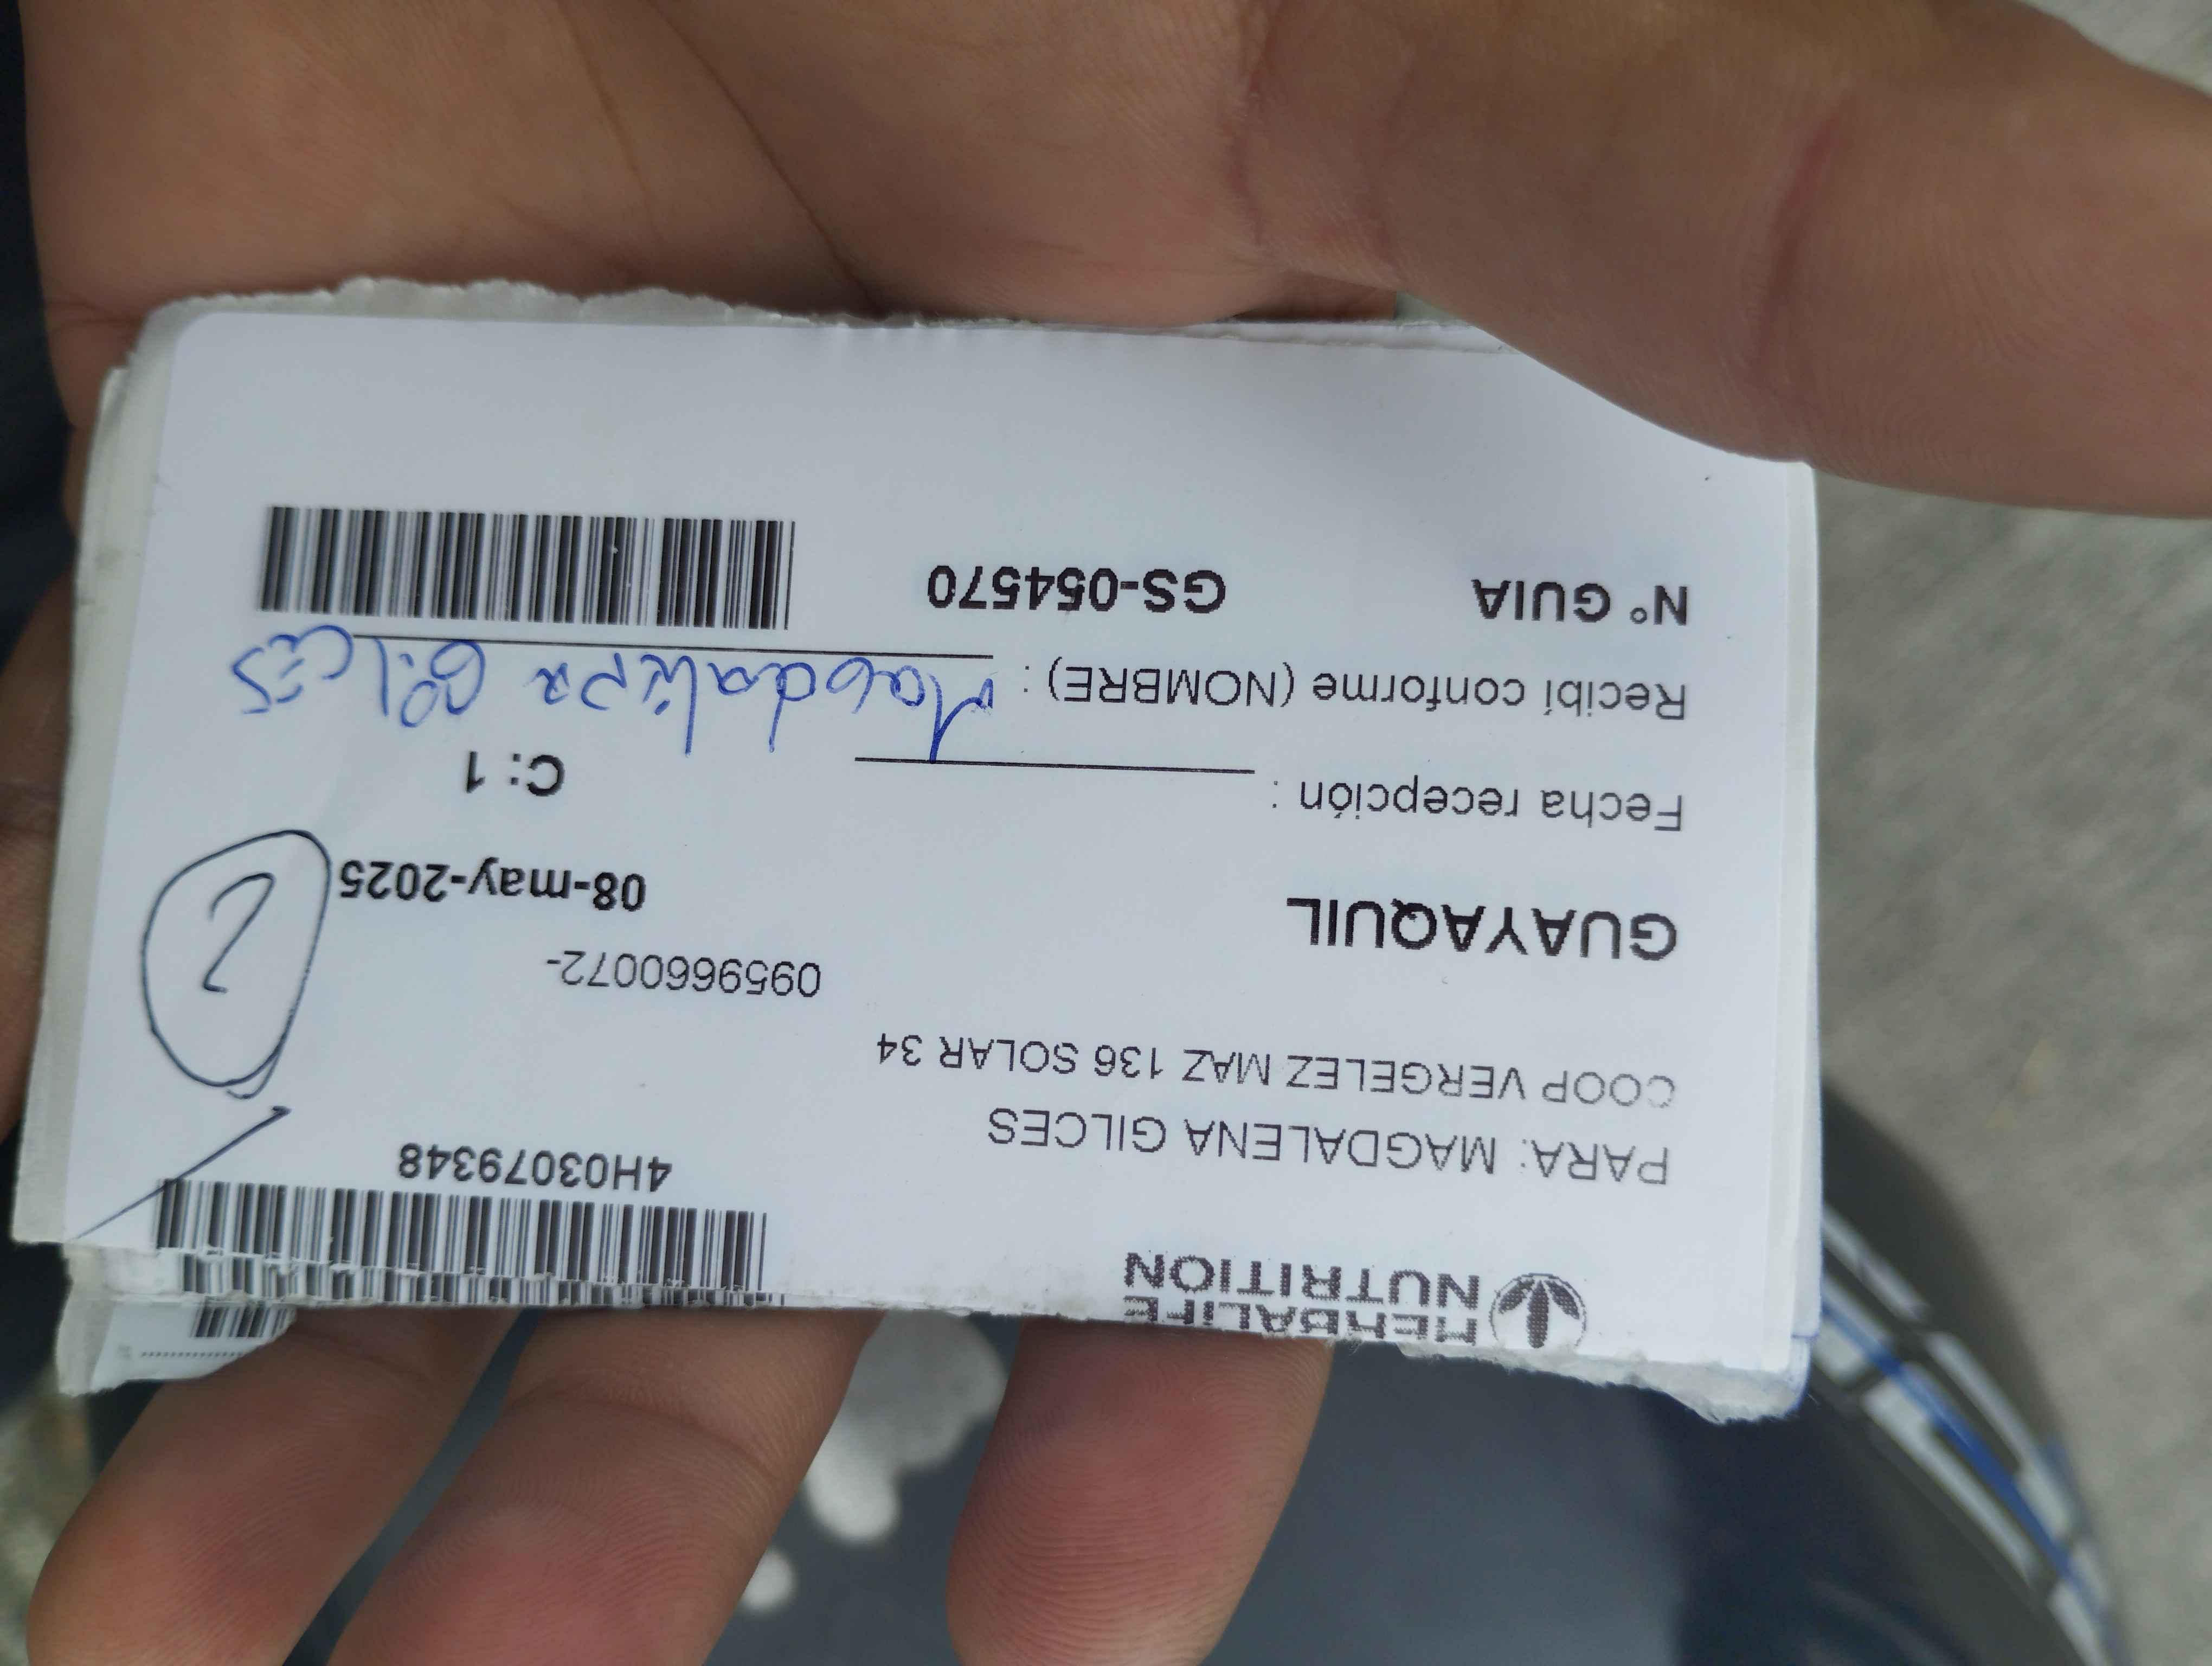 HERBALIFE
NUTRITION
4H03079348
PARA: MAGDALENA GILCES
COOP VERGELEZ MAZ 136 SOLAR 34
0959660072-
GUAYAQUIL
08-may-2025
2
Fecha recepción :
C: 1
Recibí conforme (NOMBRE) : Magdalena Gilces
N° GUIA GS-054570